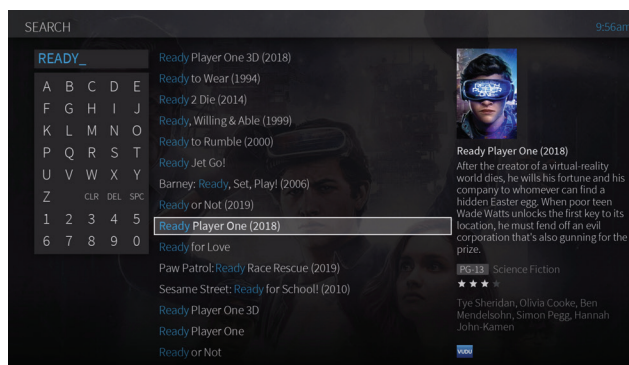 SEARCH
9:56am
READY_
A B C D E
F G H I J
K L M N O
P Q R S T
U V W X Y
Z CLR DEL SPC
1 2 3 4 5
6 7 8 9 0
Ready Player One 3D (2018)
Ready to Wear (1994)
Ready 2 Die (2014)
Ready, Willing & Able (1999)
Ready to Rumble (2000)
Ready Jet Go!
Barney: Ready, Set, Play! (2006)
Ready or Not (2019)
Ready Player One (2018)
Ready for Love
Paw Patrol:Ready Race Rescue (2019)
Sesame Street: Ready for School! (2010)
Ready Player One 3D
Ready Player One
Ready or Not
READY
PLAYER
ONE
Ready Player One (2018)
After the creator of a virtual-reality
world dies, he wills his fortune and his
company to whomever can find a
hidden Easter egg. When poor teen
Wade Watts unlocks the first key to its
location, he must fend off an evil
corporation that's also gunning for the
prize.
PG-13 Science Fiction
Tye Sheridan, Olivia Cooke, Ben
Mendelsohn, Simon Pegg, Hannah
John-Kamen
VUDU